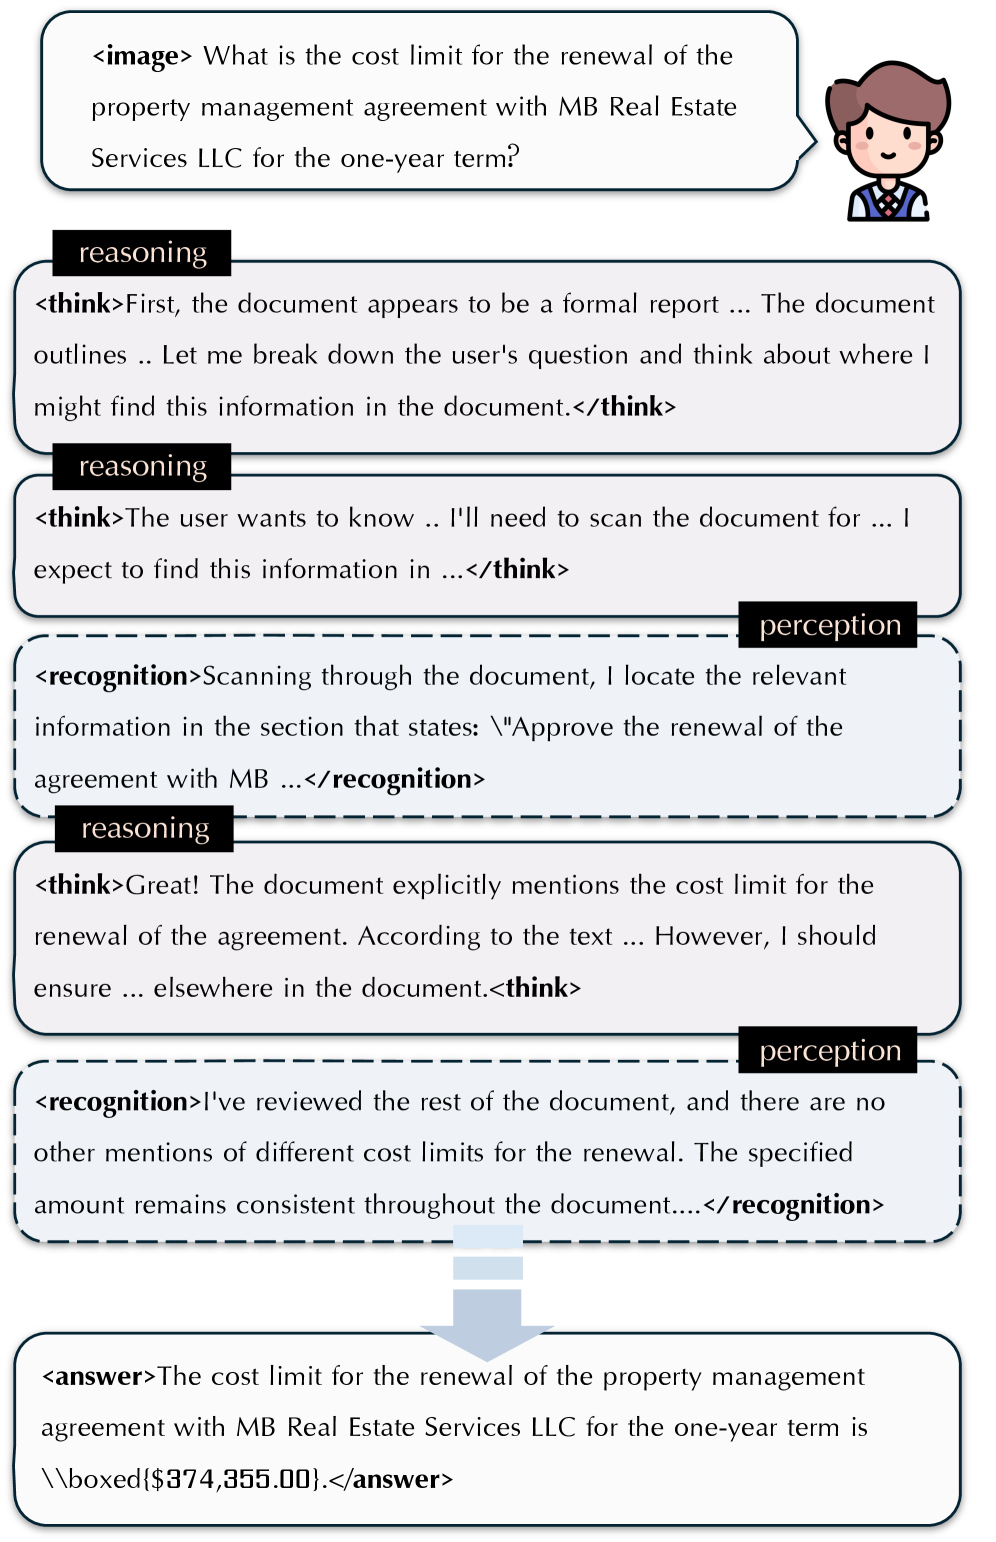 <image> What is the cost limit for the renewal of the
property management agreement with MB Real Estate
Services LLC for the one-year term?
reasoning
<think>First, the document appears to be a formal report ... The document
outlines .. Let me break down the user's question and think about where I
might find this information in the document.</think>
reasoning
<think>The user wants to know .. I'll need to scan the document for ... I
expect to find this information in ...</think>
perception
<recognition>Scanning through the document, I locate the relevant
information in the section that states: \"Approve the renewal of the
agreement with MB ...</recognition>
reasoning
<think>Great! The document explicitly mentions the cost limit for the
renewal of the agreement. According to the text ... However, I should
ensure ... elsewhere in the document.<think>
perception
<recognition>I've reviewed the rest of the document, and there are no
other mentions of different cost limits for the renewal. The specified
amount remains consistent throughout the document....</recognition>
<answer>The cost limit for the renewal of the property management
agreement with MB Real Estate Services LLC for the one-year term is
\\boxed{$374,355.00}.</answer>